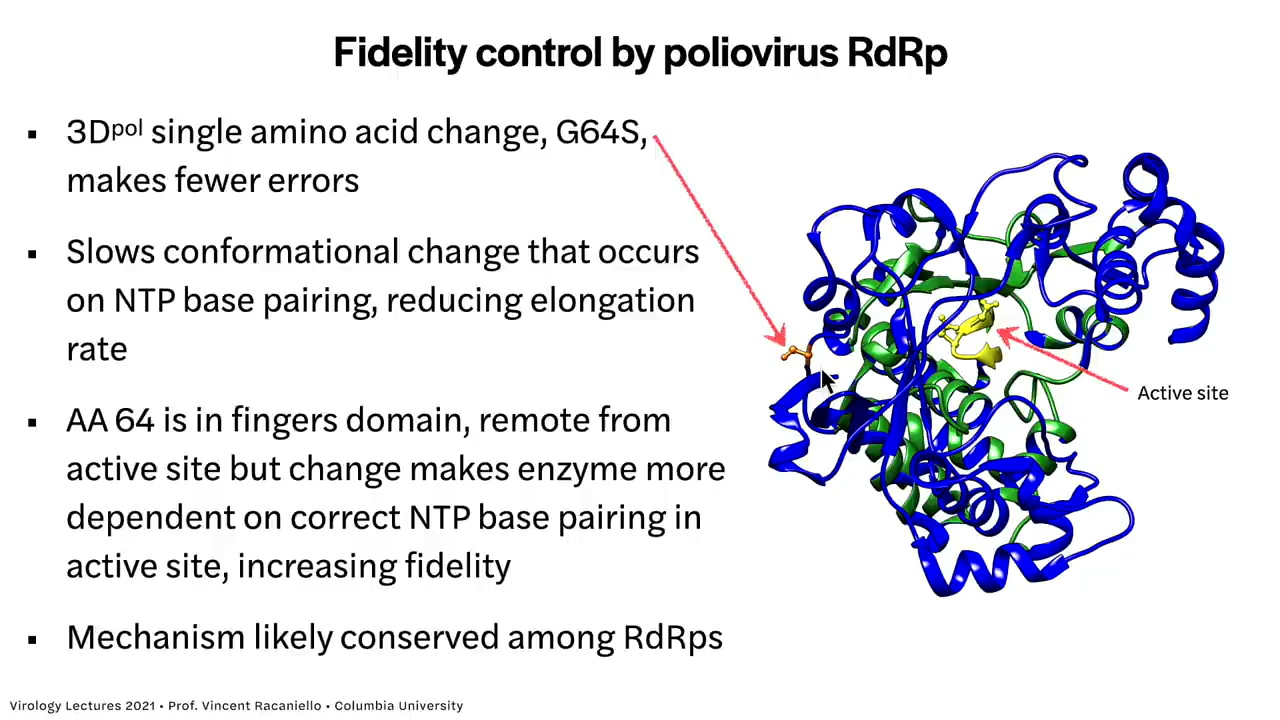 Fidelity control by poliovirus RdRp
▪ 3Dpol single amino acid change, G64S,
makes fewer errors
▪ Slows conformational change that occurs
on NTP base pairing, reducing elongation
rate
▪ AA 64 is in fingers domain, remote from
active site but change makes enzyme more
dependent on correct NTP base pairing in
active site, increasing fidelity
▪ Mechanism likely conserved among RdRps
Active site
Virology Lectures 2021 • Prof. Vincent Racaniello • Columbia University